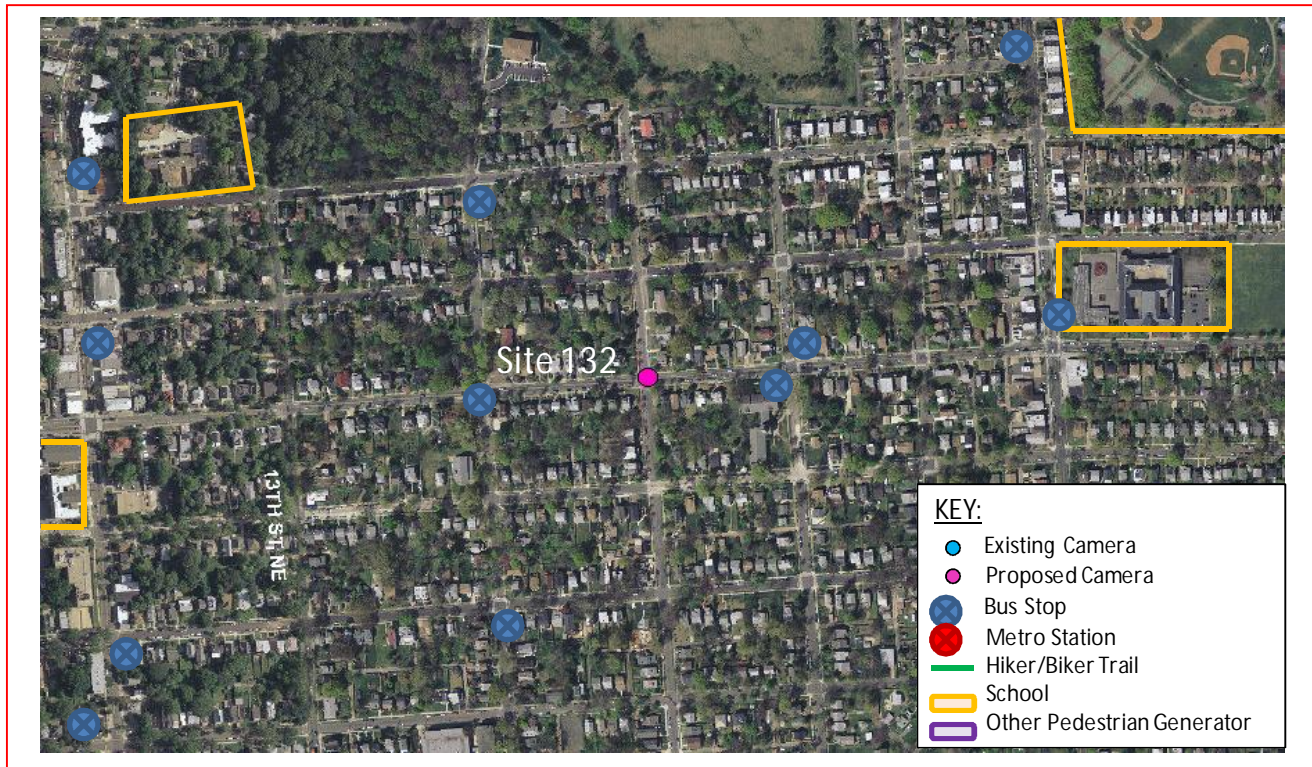 Site 132
13TH ST. NE
KEY:
Existing Camera
Proposed Camera
Bus Stop
Metro Station
Hiker/Biker Trail
School
Other Pedestrian Generator